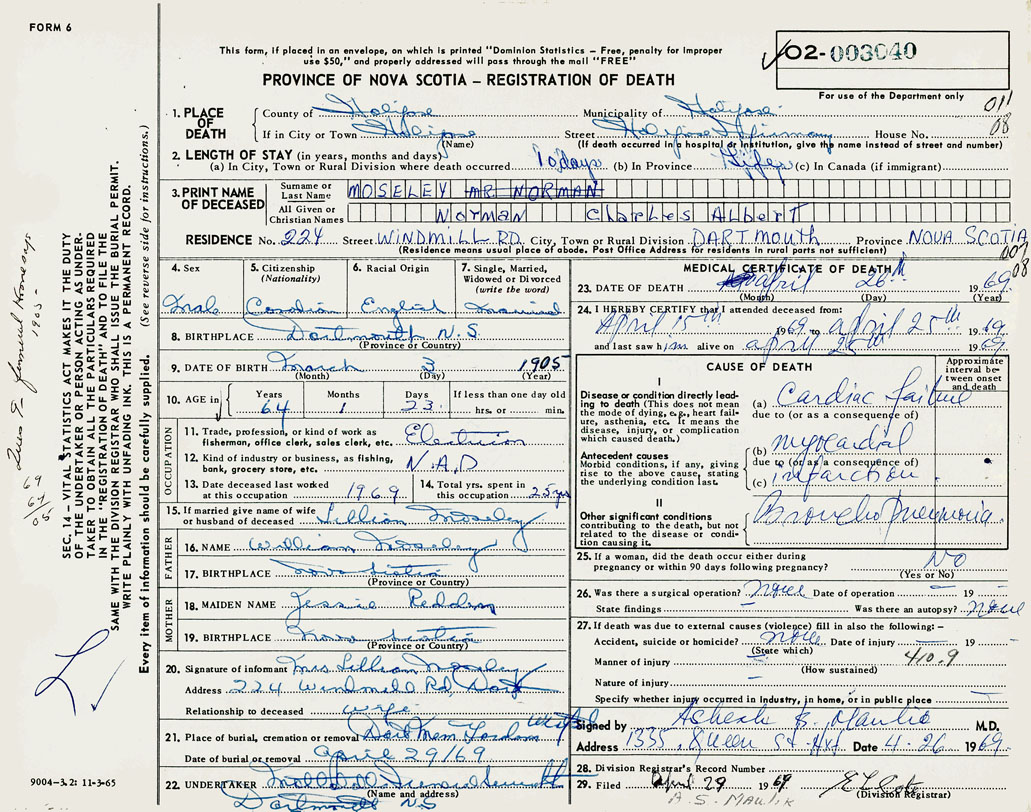 FORM 6
This form, if placed in an envelope, on which is printed "Dominion Statistics – Free, penalty for improper
use $50," and properly addressed will pass through the mail "FREE"
PROVINCE OF NOVA SCOTIA – REGISTRATION OF DEATH
02-003040
For use of the Department only
011
08
1. PLACE OF DEATH
County of Halifax Municipality of Halifax
If in City or Town Halifax Street Halifax Infirmary House No.
(Name) (If death occurred in a hospital or institution, give the name instead of street and number)
2. LENGTH OF STAY (in years, months and days)
(a) In City, Town or Rural Division where death occurred 10 days (b) In Province Life (c) In Canada (if immigrant)
3. PRINT NAME OF DECEASED
Surname or Last Name MOSELEY MR NORMAN
All Given or Christian Names Norman Charles Albert
RESIDENCE No. 224 Street WINDMILL RD City, Town or Rural Division DARTMOUTH Province NOVA SCOTIA
(Residence means usual place of abode. Post Office Address for residents in rural parts not sufficient)
08
4. Sex
Male
5. Citizenship (Nationality)
Canadian
6. Racial Origin
English
7. Single, Married, Widowed or Divorced (write the word)
Married
8. BIRTHPLACE Dartmouth N.S.
(Province or Country)
9. DATE OF BIRTH March 3 1905
(Month) (Day) (Year)
10. AGE in (a) Years 64 Months 1 Days 23 If less than one day old hrs. or min.
OCCUPATION
11. Trade, profession, or kind of work as fisherman, office clerk, sales clerk, etc. Electrician
12. Kind of industry or business, as fishing, bank, grocery store, etc. N.A.D
13. Date deceased last worked at this occupation 1969
14. Total yrs. spent in this occupation 25 yrs
15. If married give name of wife or husband of deceased Lillian Moseley
FATHER
16. NAME William Moseley
17. BIRTHPLACE Nova Scotia
(Province or Country)
MOTHER
18. MAIDEN NAME Jessie Redden
19. BIRTHPLACE Nova Scotia
(Province or Country)
20. Signature of informant Mrs Lillian Moseley
Address 224 Windmill Rd Dart
Relationship to deceased wife
21. Place of burial, cremation or removal Dart Mem Gardens
Date of burial or removal April 29/69
22. UNDERTAKER
(Name and address)
Dartmouth N.S
MEDICAL CERTIFICATE OF DEATH
23. DATE OF DEATH April 26th 1969
(Month) (Day) (Year)
24. I HEREBY CERTIFY that I attended deceased from:
April 15th 1969 to April 25th 1969
and last saw him alive on April 25th 1969
CAUSE OF DEATH
Approximate interval between onset and death
I
Disease or condition directly leading to death (This does not mean the mode of dying, e.g., heart failure, asthenia, etc. It means the disease, injury, or complication which caused death.)
(a) Cardiac failure
due to (or as a consequence of)
Antecedent causes
Morbid conditions, if any, giving rise to the above cause, stating the underlying condition last.
(b) myocardial
due to (or as a consequence of)
(c) infarction
II
Other significant conditions contributing to the death, but not related to the disease or condition causing it.
Bronchopneumonia
25. If a woman, did the death occur either during pregnancy or within 90 days following pregnancy? No
(Yes or No)
26. Was there a surgical operation? None Date of operation – 19 –
State findings – Was there an autopsy? None
27. If death was due to external causes (violence) fill in also the following:–
Accident, suicide or homicide? None Date of injury – 19 –
(State which)
Manner of injury – 410.9
(How sustained)
Nature of injury –
Specify whether injury occurred in industry, in home, or in public place –
Signed by M.D.
Address 1335 Queen St Hfx Date 4-26 1969
28. Division Registrar's Record Number
29. Filed April 29 1969
(Division Registrar)
A.S. MAULIK
9004–3.2: 11-3-65
SEC. 14 – VITAL STATISTICS ACT MAKES IT THE DUTY
OF THE UNDERTAKER OR PERSON ACTING AS UNDER-
TAKER TO OBTAIN ALL THE PARTICULARS REQUIRED
IN THE "REGISTRATION OF DEATH" AND TO FILE THE
SAME WITH THE DIVISION REGISTRAR WHO SHALL ISSUE THE BURIAL PERMIT.
WRITE PLAINLY WITH UNFADING INK. THIS IS A PERMANENT RECORD.
Every item of information should be carefully supplied. (See reverse side for instructions.)
1905
69
64
05